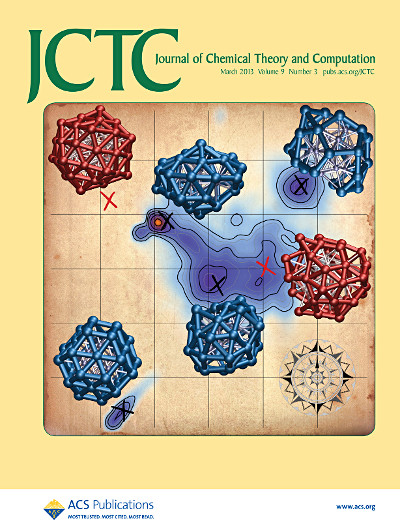 JCTC
Journal of Chemical Theory and Computation
March 2013 Volume 9 Number 3 pubs.acs.org/JCTC
ACS Publications
MOST TRUSTED. MOST CITED. MOST READ.
www.acs.org